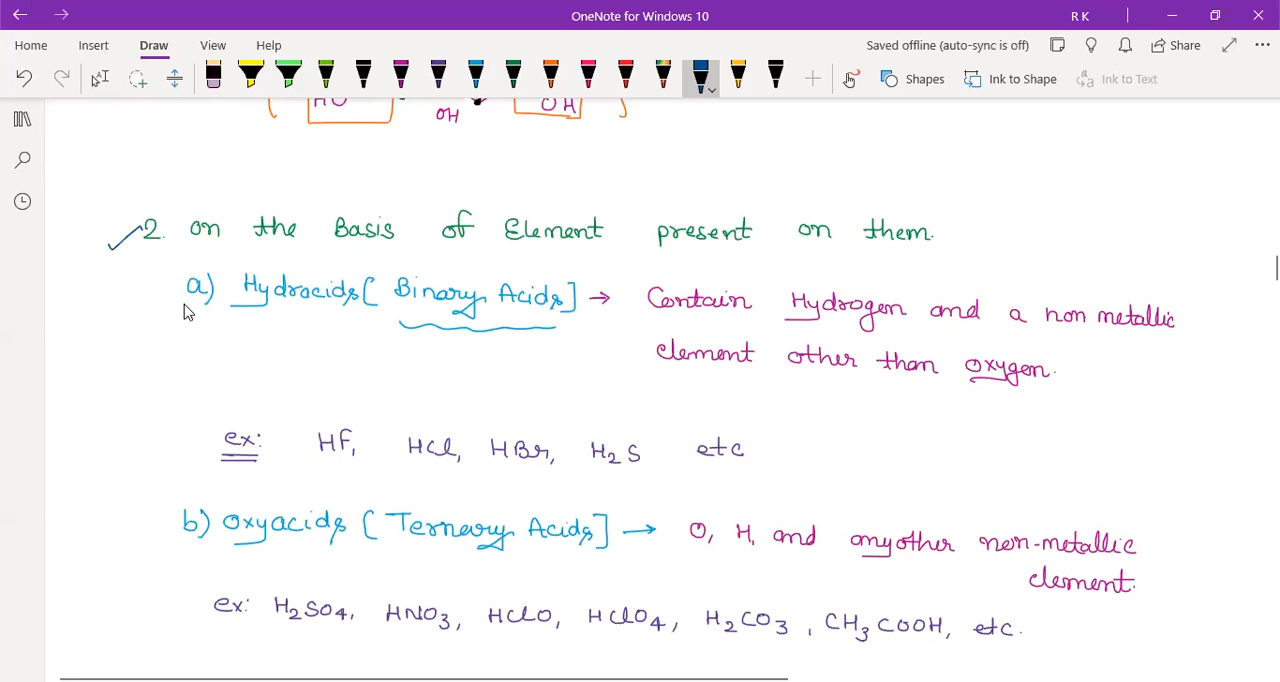 OneNote for Windows 10
R K
Home Insert Draw View Help
Saved offline (auto-sync is off) Share
Shapes Ink to Shape Ink to Text
HO OH OH
2. on the Basis of Element present on them.
a) Hydracids [ Binary Acids] → Contain Hydrogen and a non metallic
element other than oxygen.
ex: HF, HCl, HBr, H₂S etc
b) Oxyacids [ Ternary Acids] → O, H, and anyother non-metallic
element.
ex: H₂SO₄, HNO₃, HClO, HClO₄, H₂CO₃, CH₃COOH, etc.